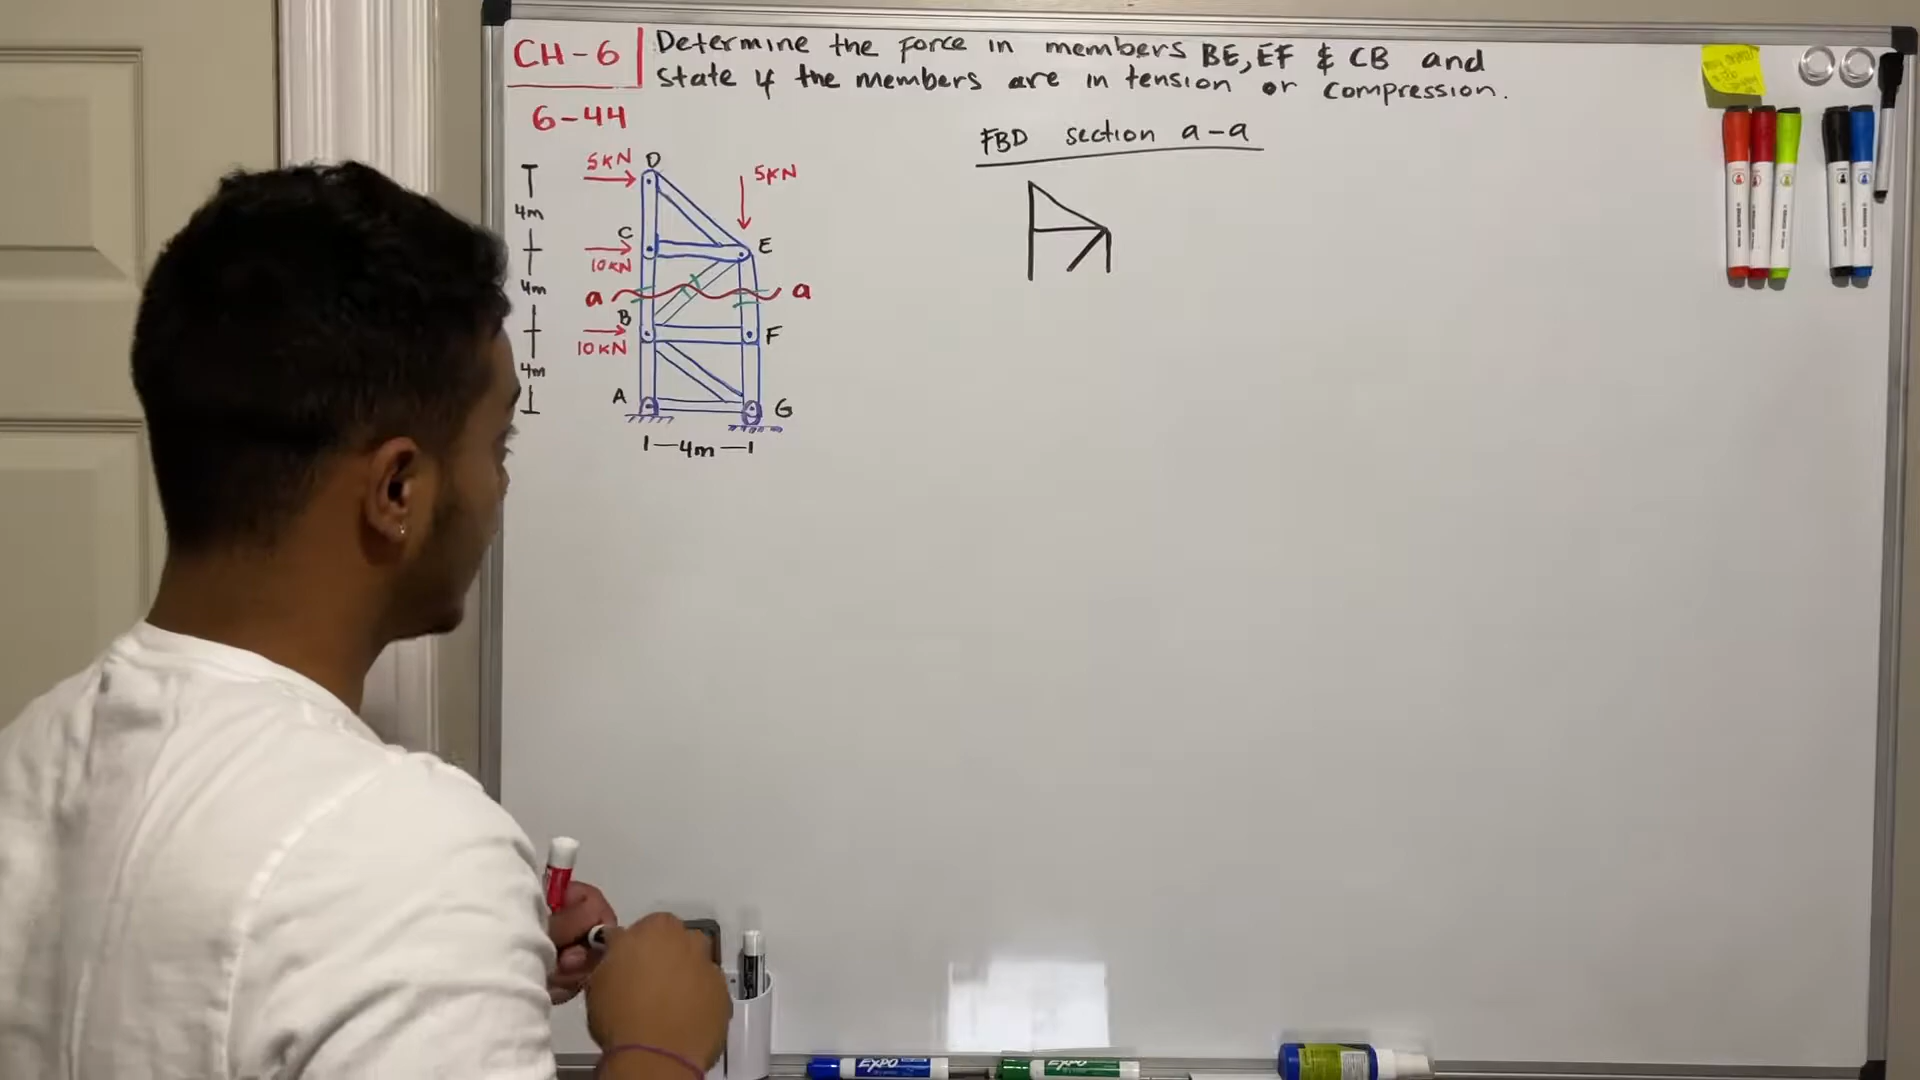 CH-6
Determine the force in members BE, EF & CB and
state if the members are in tension or compression.
6-44
FBD section a-a
5KN D
5KN
4m
C
E
10KN
4m
a
a
B
F
10KN
4m
A
G
4m
EXPO
EXPO